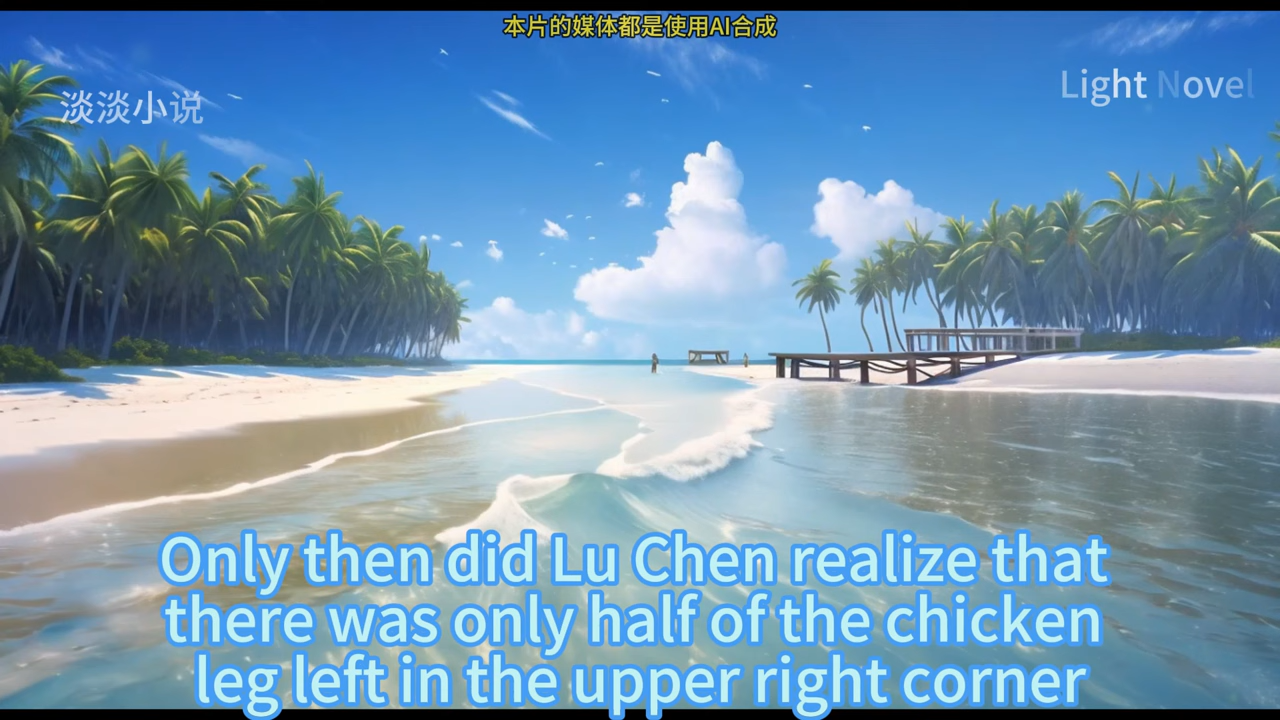 本片的媒体都是使用AI合成
淡淡小说
Light Novel
Only then did Lu Chen realize that
there was only half of the chicken
leg left in the upper right corner